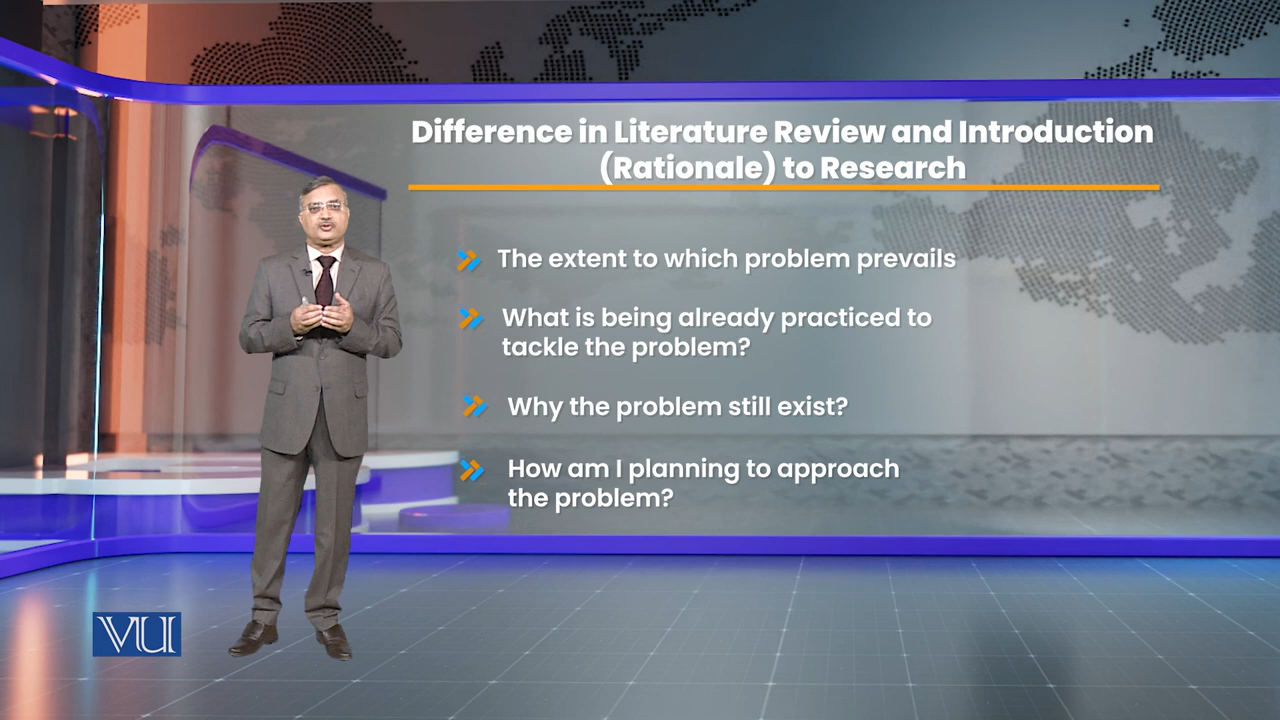 Difference in Literature Review and Introduction
(Rationale) to Research
The extent to which problem prevails
What is being already practiced to
tackle the problem?
Why the problem still exist?
How am I planning to approach
the problem?
VU